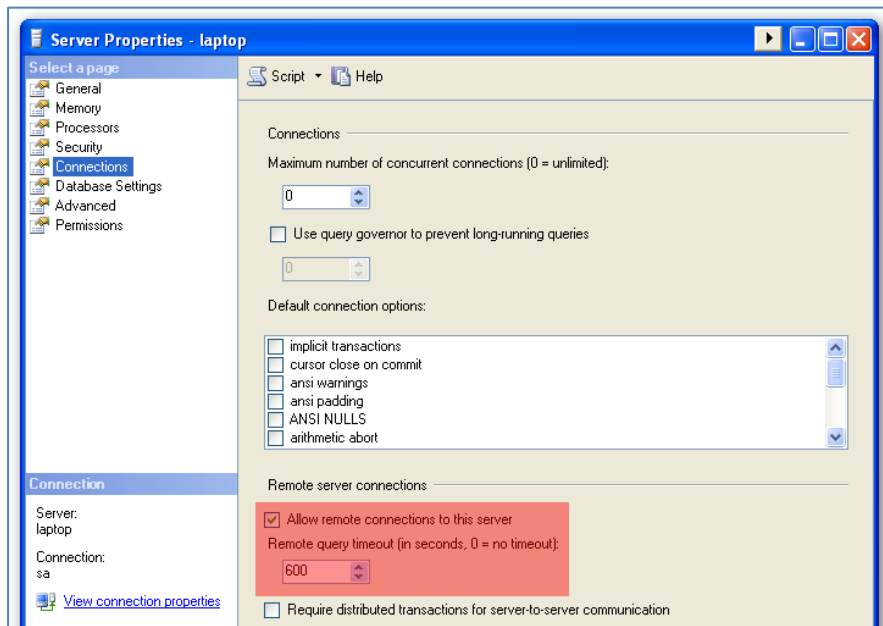 Server Properties - laptop
Select a page
General
Memory
Processors
Security
Connections
Database Settings
Advanced
Permissions
Script
Help
Connections
Maximum number of concurrent connections (0 = unlimited):
0
Use query governor to prevent long-running queries
0
Default connection options:
implicit transactions
cursor close on commit
ansi warnings
ansi padding
ANSI NULLS
arithmetic abort
Remote server connections
Allow remote connections to this server
Remote query timeout (in seconds, 0 = no timeout):
600
Require distributed transactions for server-to-server communication
Connection
Server:
laptop
Connection:
sa
View connection properties